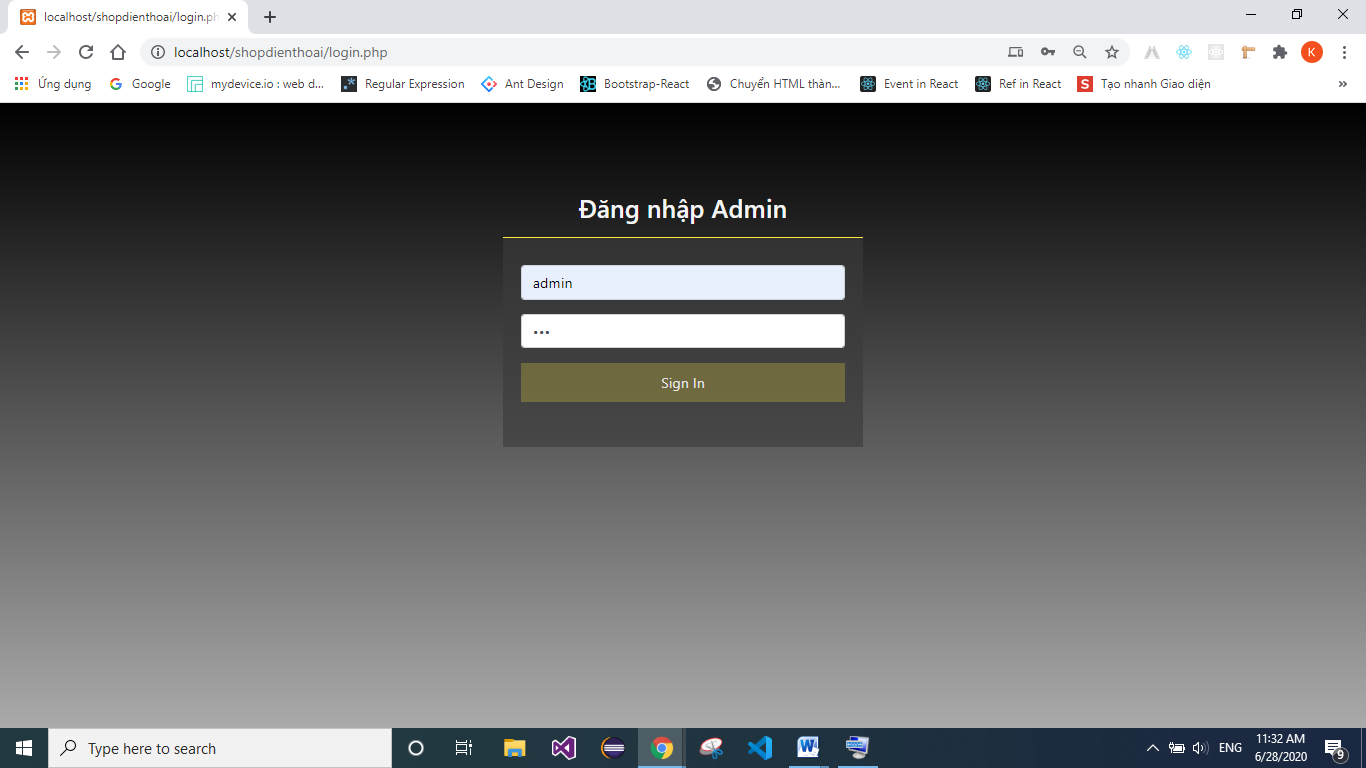 localhost/shopdienthoai/login.ph
localhost/shopdienthoai/login.php
K
Ứng dụng
Google
mydevice.io : web d...
Regular Expression
Ant Design
Bootstrap-React
Chuyển HTML thàn...
Event in React
Ref in React
S
Tạo nhanh Giao diện
»
Đăng nhập Admin
admin
•••
Sign In
Type here to search
ENG
11:32 AM
6/28/2020
9